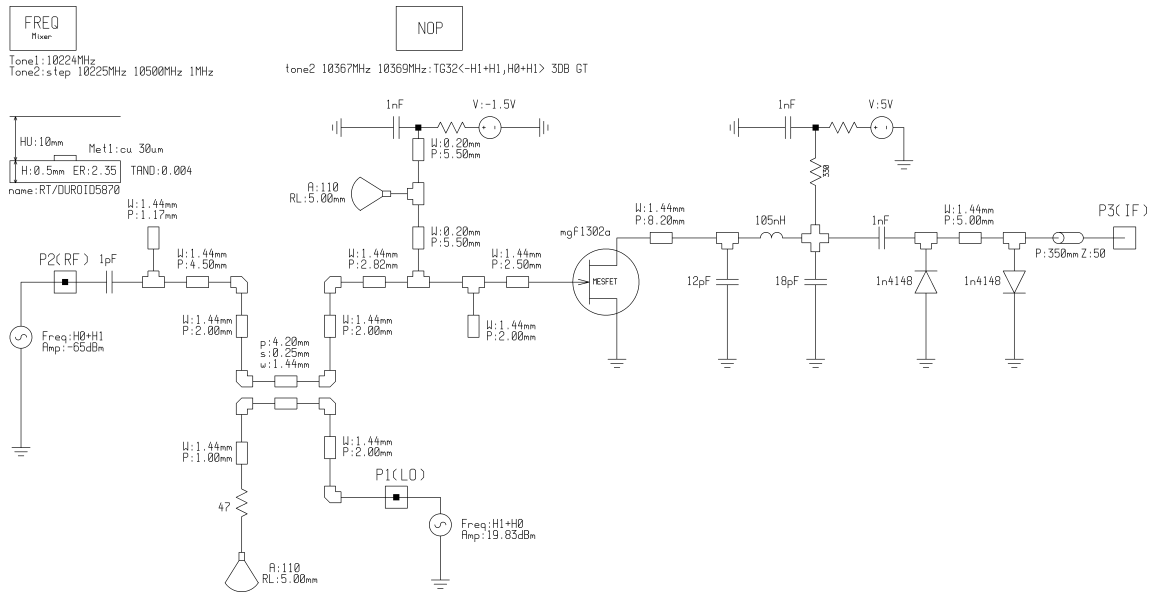 FREQ
Mixer
Tone1:10224MHz
Tone2:step 10225MHz 10500MHz 1MHz
NOP
tone2 10367MHz 10369MHz:TG32<-H1+H1,H0+H1> 3DB GT
HU:10mm
Met1:cu 30um
H:0.5mm ER:2.35 TAND:0.004
name:RT/DUROID5870
1nF
V:-1.5V
W:0.20mm
P:5.50mm
A:110
RL:5.00mm
W:0.20mm
P:5.50mm
1nF
V:5V
330
W:1.44mm
P:1.17mm
P2(RF)
1pF
W:1.44mm
P:4.50mm
W:1.44mm
P:2.82mm
W:1.44mm
P:2.50mm
mgf1302a
MESFET
W:1.44mm
P:8.20mm
105nH
1nF
W:1.44mm
P:5.00mm
P3(IF)
P:350mm Z:50
12pF
18pF
1n4148
1n4148
Freq:H0+H1
Amp:-65dBm
W:1.44mm
P:2.00mm
W:1.44mm
P:2.00mm
W:1.44mm
P:2.00mm
p:4.20mm
s:0.25mm
w:1.44mm
W:1.44mm
P:1.00mm
W:1.44mm
P:2.00mm
P1(LO)
47
Freq:H1+H0
Amp:19.83dBm
A:110
RL:5.00mm